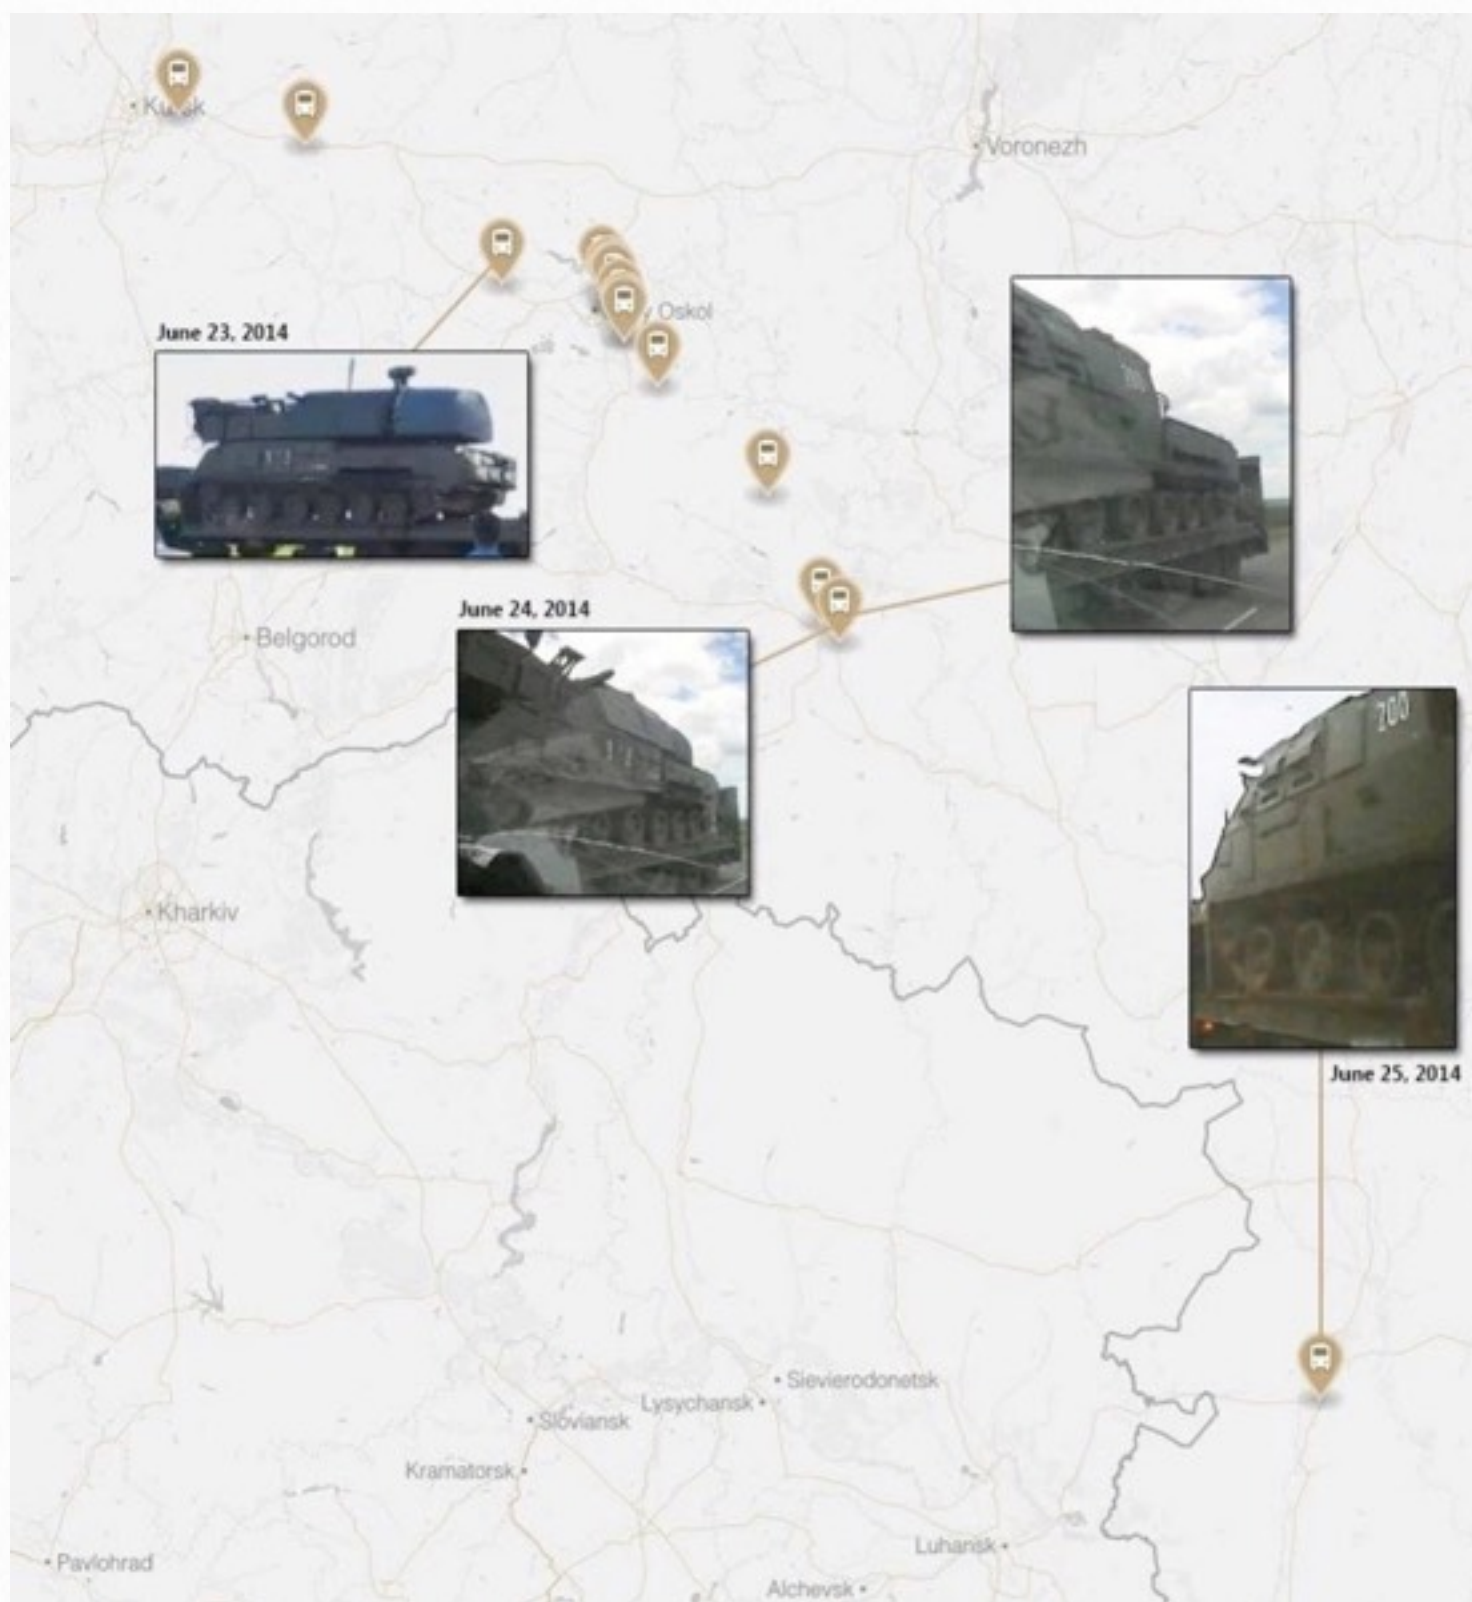 Voronezh
Oskol
June 23, 2014
200
June 24, 2014
Belgorod
200
Kharkiv
June 25, 2014
Sievierodonetsk
Lysychansk
Sloviansk
Kramatorsk
Luhansk
Pavlohrad
Alchevsk